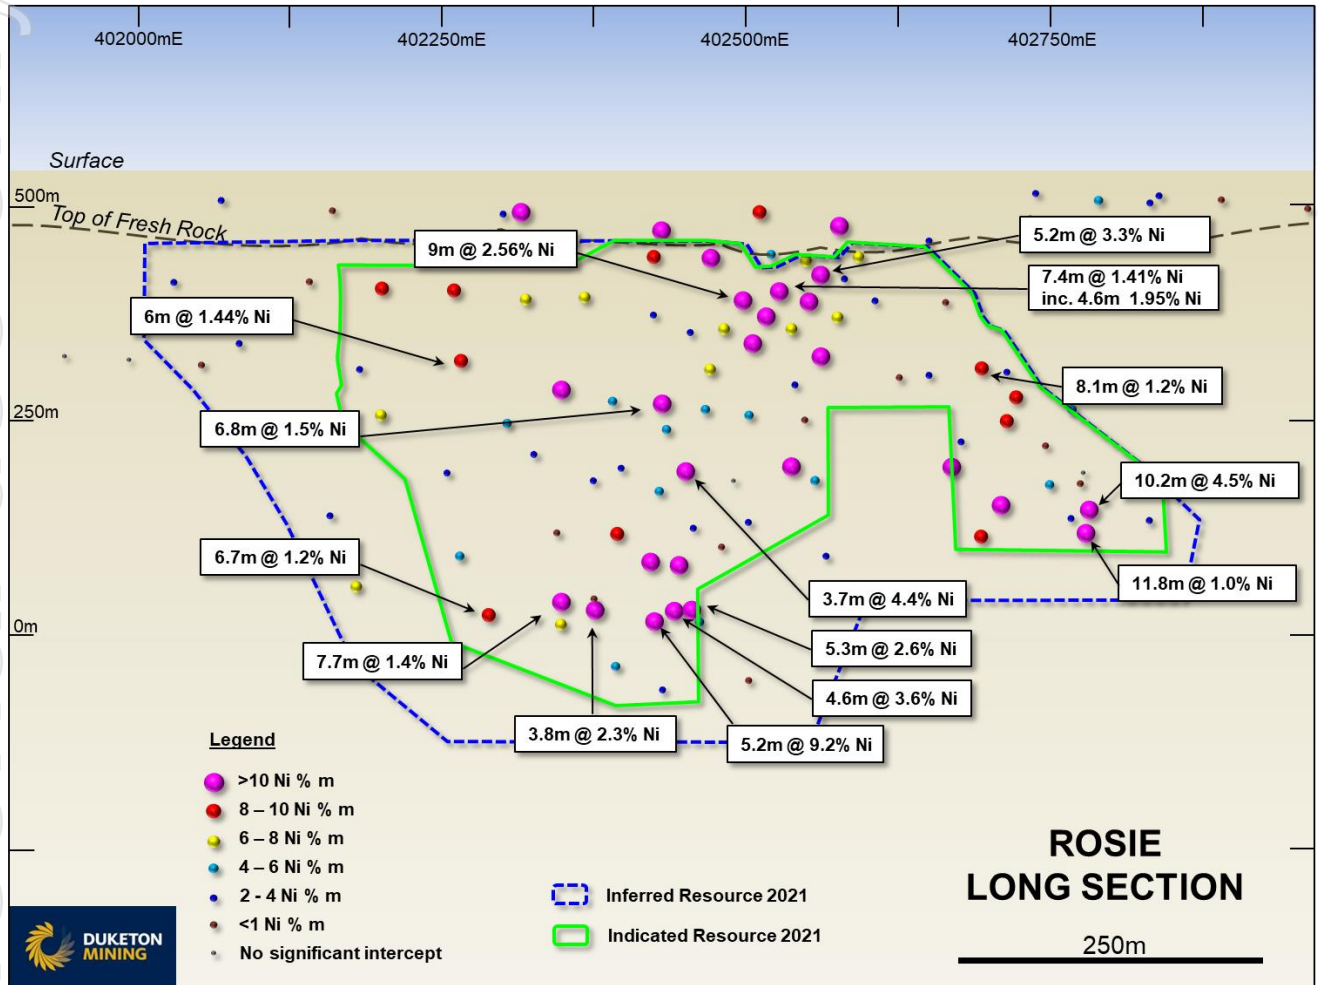 402000mE
402250mE
402500mE
402750mE
Surface
500m
Top of Fresh Rock
9m @ 2.56% Ni
5.2m @ 3.3% Ni
7.4m @ 1.41% Ni
inc. 4.6m  1.95% Ni
6m @ 1.44% Ni
8.1m @ 1.2% Ni
250m
6.8m @ 1.5% Ni
10.2m @ 4.5% Ni
6.7m @ 1.2% Ni
11.8m @ 1.0% Ni
3.7m @ 4.4% Ni
0m
5.3m @ 2.6% Ni
7.7m @ 1.4% Ni
4.6m @ 3.6% Ni
3.8m @ 2.3% Ni
5.2m @ 9.2% Ni
Legend
>10 Ni % m
8 – 10 Ni % m
6 – 8 Ni % m
4 – 6 Ni % m
2 - 4 Ni % m
<1 Ni % m
No significant intercept
Inferred Resource 2021
Indicated Resource 2021
ROSIE
LONG SECTION
250m
DUKETON
MINING